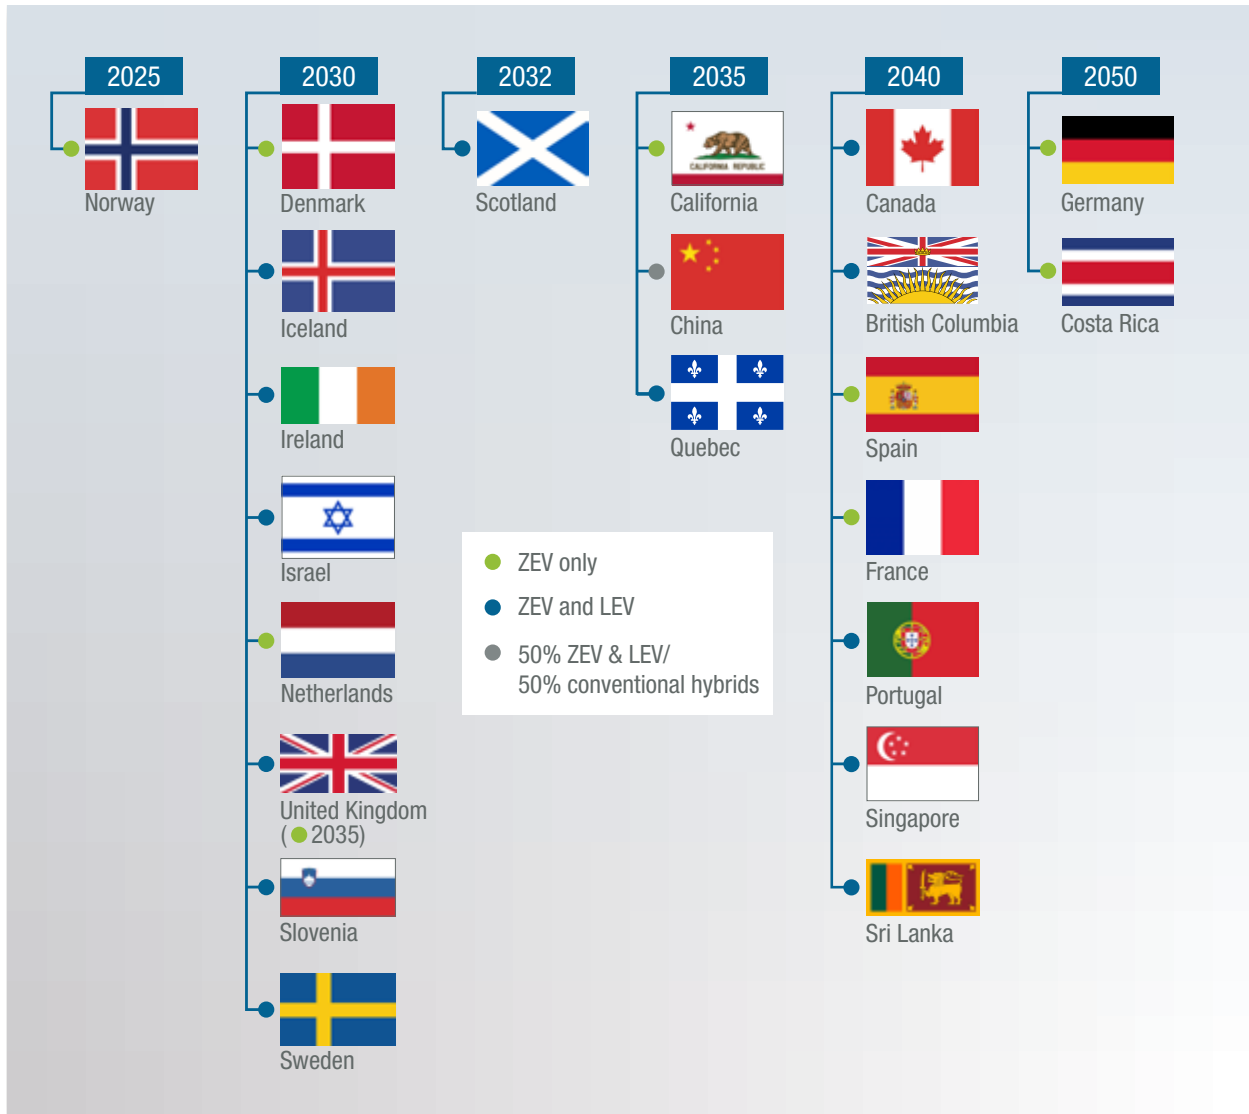 2025
Norway
2030
Denmark
Iceland
Ireland
Israel
Netherlands
United Kingdom
( 2035)
Slovenia
Sweden
2032
Scotland
2035
CALIFORNIA REPUBLIC
California
China
Quebec
2040
Canada
British Columbia
Spain
France
Portugal
Singapore
Sri Lanka
2050
Germany
Costa Rica
ZEV only
ZEV and LEV
50% ZEV & LEV/
50% conventional hybrids